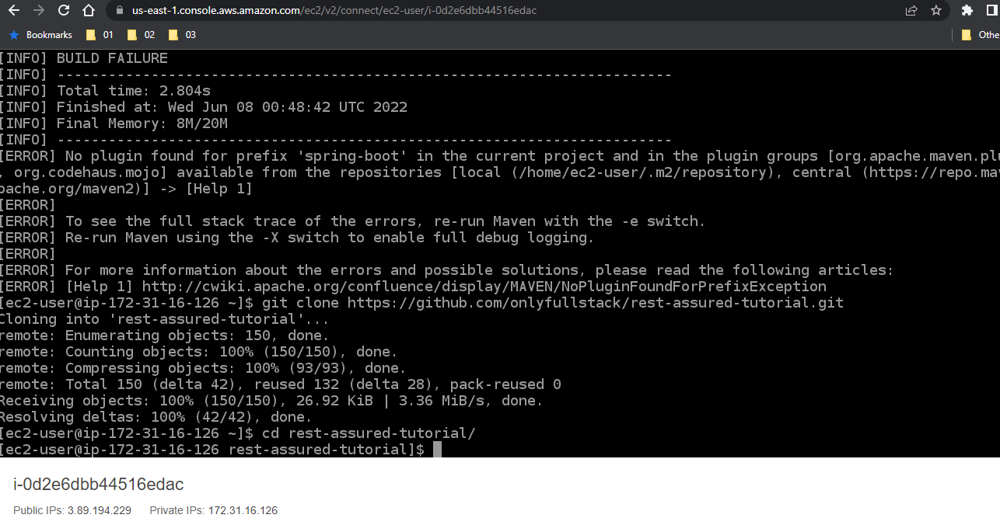 us-east-1.console.aws.amazon.com/ec2/v2/connect/ec2-user/i-0d2e6dbb44516edac
Bookmarks 01 02 03 Othe
[INFO] BUILD FAILURE
[INFO] ------------------------------------------------------------------------
[INFO] Total time: 2.804s
[INFO] Finished at: Wed Jun 08 00:48:42 UTC 2022
[INFO] Final Memory: 8M/20M
[INFO] ------------------------------------------------------------------------
[ERROR] No plugin found for prefix 'spring-boot' in the current project and in the plugin groups [org.apache.maven.plu
, org.codehaus.mojo] available from the repositories [local (/home/ec2-user/.m2/repository), central (https://repo.mav
pache.org/maven2)] -> [Help 1]
[ERROR]
[ERROR] To see the full stack trace of the errors, re-run Maven with the -e switch.
[ERROR] Re-run Maven using the -X switch to enable full debug logging.
[ERROR]
[ERROR] For more information about the errors and possible solutions, please read the following articles:
[ERROR] [Help 1] http://cwiki.apache.org/confluence/display/MAVEN/NoPluginFoundForPrefixException
[ec2-user@ip-172-31-16-126 ~]$ git clone https://github.com/onlyfullstack/rest-assured-tutorial.git
Cloning into 'rest-assured-tutorial'...
remote: Enumerating objects: 150, done.
remote: Counting objects: 100% (150/150), done.
remote: Compressing objects: 100% (93/93), done.
remote: Total 150 (delta 42), reused 132 (delta 28), pack-reused 0
Receiving objects: 100% (150/150), 26.92 KiB | 3.36 MiB/s, done.
Resolving deltas: 100% (42/42), done.
[ec2-user@ip-172-31-16-126 ~]$ cd rest-assured-tutorial/
[ec2-user@ip-172-31-16-126 rest-assured-tutorial]$
i-0d2e6dbb44516edac
Public IPs: 3.89.194.229 Private IPs: 172.31.16.126